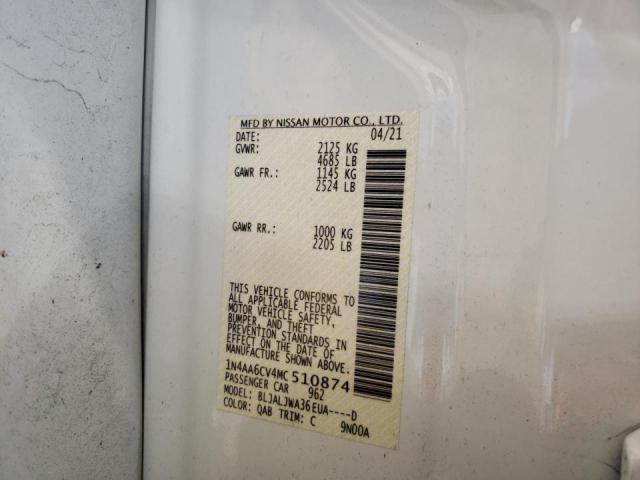 MFD BY NISSAN MOTOR CO., LTD.
DATE: 04/21
GVWR: 2125 KG
4685 LB
GAWR FR.: 1145 KG
2524 LB
GAWR RR.: 1000 KG
2205 LB
THIS VEHICLE CONFORMS TO
ALL APPLICABLE FEDERAL
MOTOR VEHICLE SAFETY,
BUMPER, AND THEFT
PREVENTION STANDARDS IN
EFFECT ON THE DATE OF
MANUFACTURE SHOWN ABOVE.
1N4AA6CV4MC510874
PASSENGER CAR 962
MODEL: BLJALJWA36EUA----D
COLOR: QAB TRIM: C 9N00A